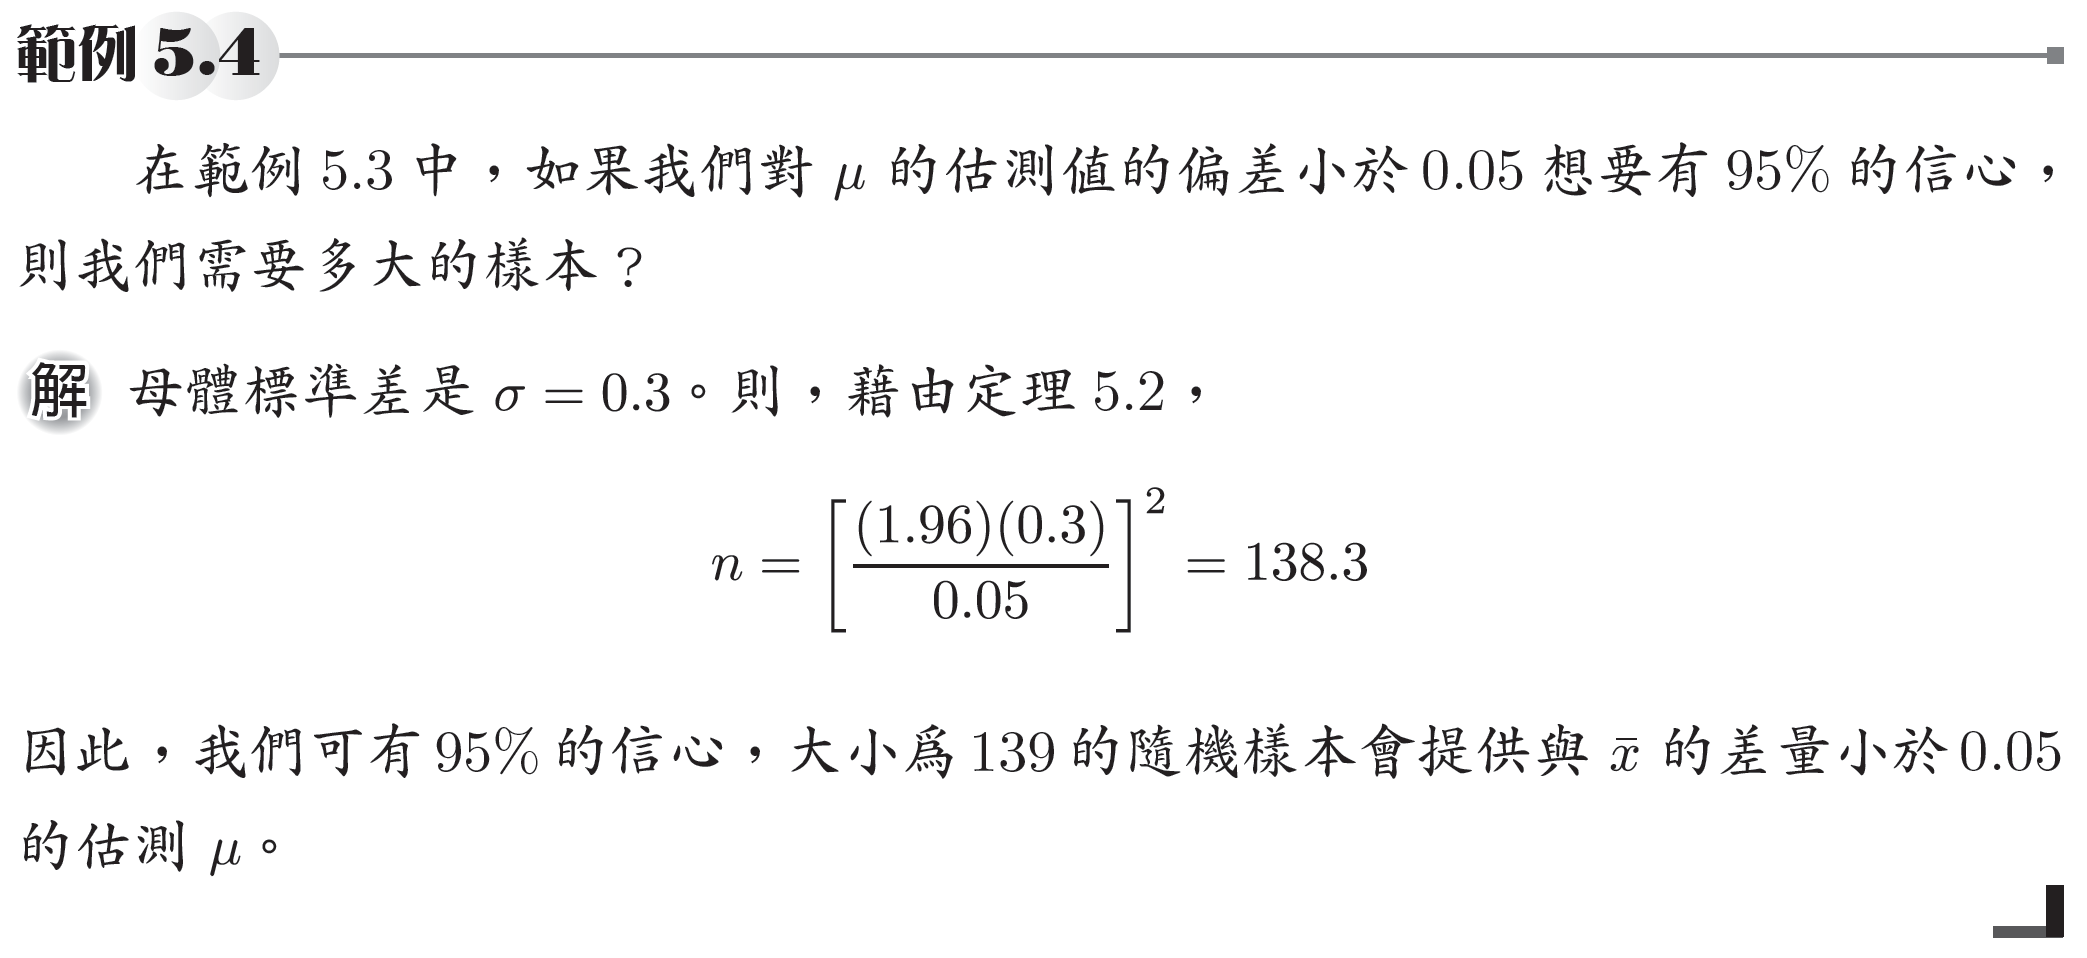 範例 5.4
在範例 5.3 中，如果我們對 μ 的估測值的偏差小於 0.05 想要有 95% 的信心，
則我們需要多大的樣本？
解 母體標準差是 σ = 0.3。則，藉由定理 5.2，
n = [(1.96)(0.3)/0.05]² = 138.3
因此，我們可有 95% 的信心，大小爲 139 的隨機樣本會提供與 x̄ 的差量小於 0.05
的估測 μ。